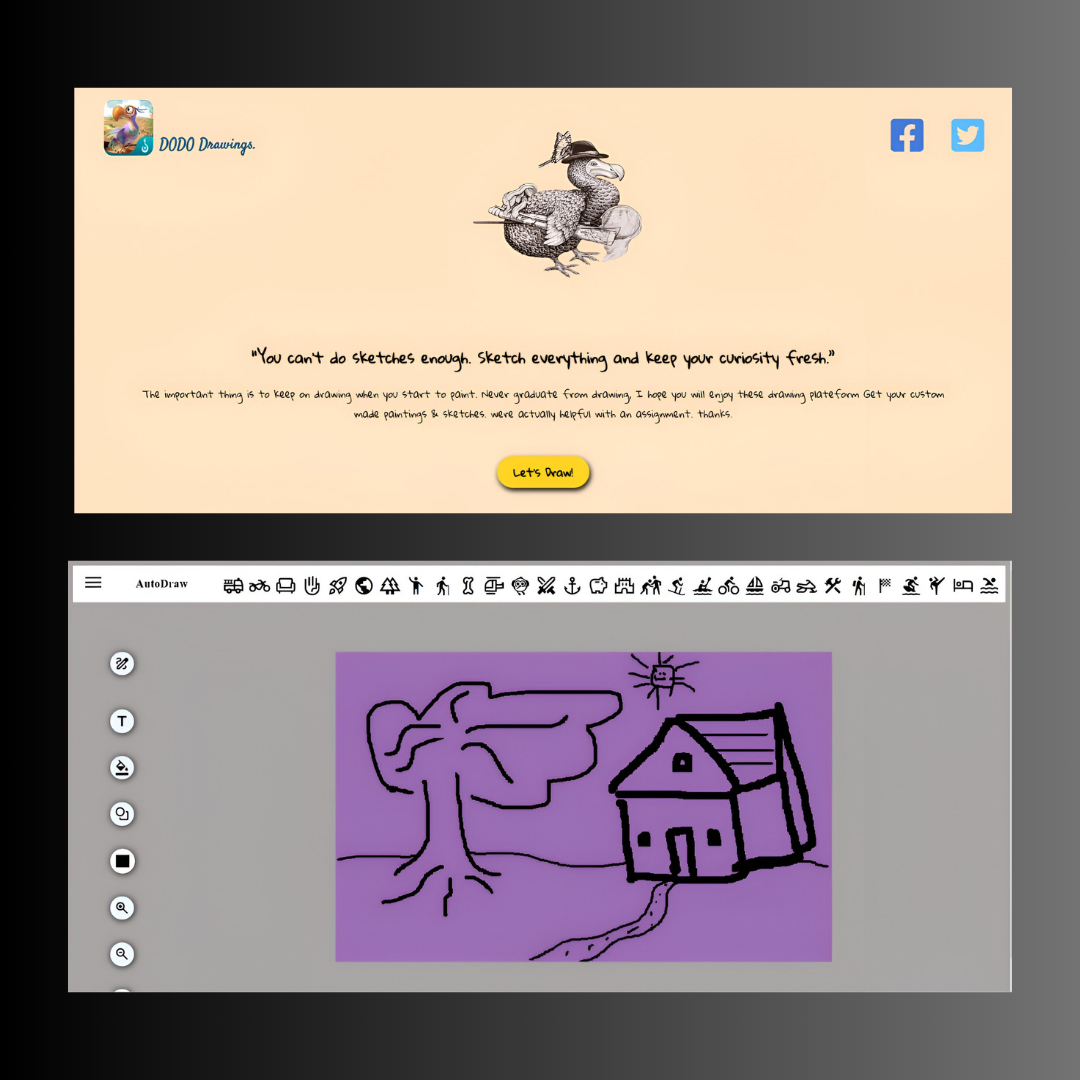 DODO Drawings.
"You can't do sketches enough. Sketch everything and keep your curiosity fresh."
The important thing is to keep on drawing when you start to paint. Never graduate from drawing, I hope you will enjoy these drawing plateform Get your custom
made paintings & sketches. were actually helpful with an assignment. thanks.
Let's Draw!
AutoDraw
T